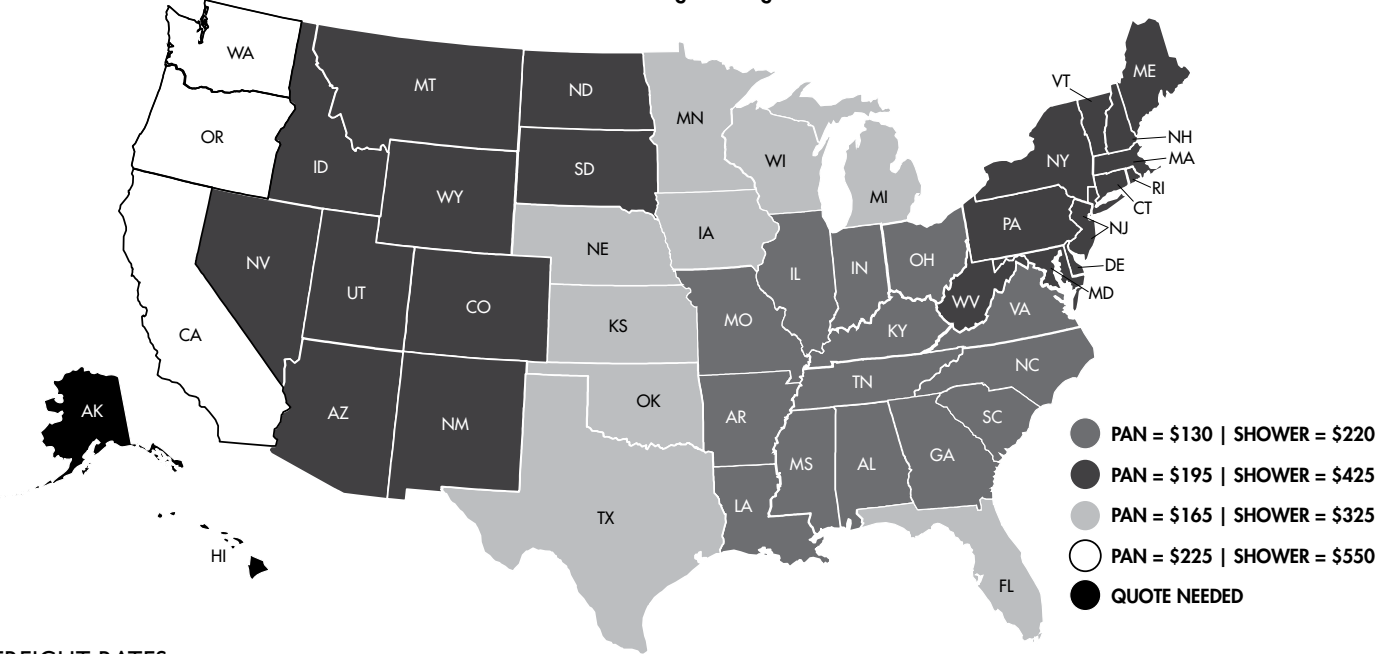 WA
MT
ND
MN
VT
ME
OR
ID
SD
WI
NH
NY
MA
WY
MI
RI
CT
NE
IA
PA
NJ
NV
UT
CO
IL
IN
OH
DE
WV
MD
VA
CA
KS
MO
KY
NC
TN
AK
AZ
NM
OK
AR
SC
MS
AL
GA
LA
TX
HI
FL
PAN = $130 | SHOWER = $220
PAN = $195 | SHOWER = $425
PAN = $165 | SHOWER = $325
PAN = $225 | SHOWER = $550
QUOTE NEEDED
FREIGHT RATES